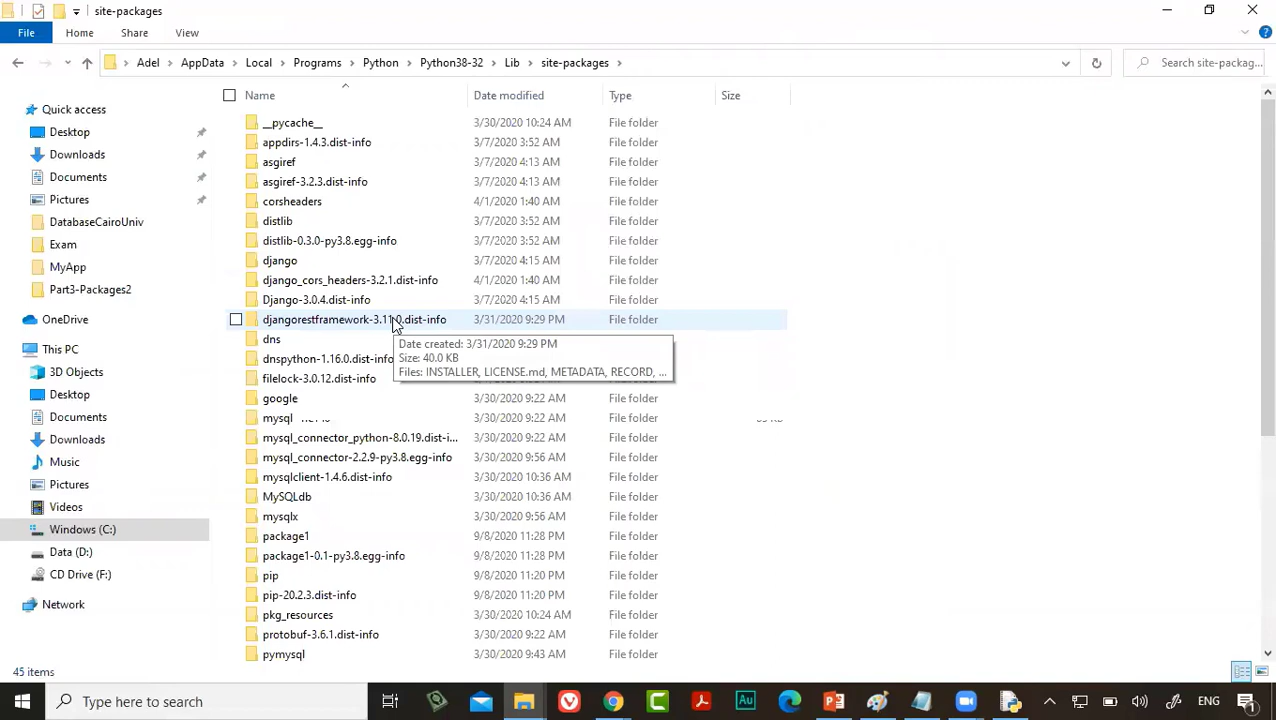 site-packages
File Home Share View
Adel AppData Local Programs Python Python38-32 Lib site-packages Search site-packag...
Name Date modified Type Size
Quick access
Desktop
Downloads
Documents
Pictures
DatabaseCairoUniv
Exam
MyApp
Part3-Packages2
OneDrive
This PC
3D Objects
Desktop
Documents
Downloads
Music
Pictures
Videos
Windows (C:)
Data (D:)
CD Drive (F:)
Network
__pycache__ 3/30/2020 10:24 AM File folder
appdirs-1.4.3.dist-info 3/7/2020 3:52 AM File folder
asgiref 3/7/2020 4:13 AM File folder
asgiref-3.2.3.dist-info 3/7/2020 4:13 AM File folder
corsheaders 4/1/2020 1:40 AM File folder
distlib 3/7/2020 3:52 AM File folder
distlib-0.3.0-py3.8.egg-info 3/7/2020 3:52 AM File folder
django 3/7/2020 4:15 AM File folder
django_cors_headers-3.2.1.dist-info 4/1/2020 1:40 AM File folder
Django-3.0.4.dist-info 3/7/2020 4:15 AM File folder
djangorestframework-3.11.0.dist-info 3/31/2020 9:29 PM File folder
dns
dnspython-1.16.0.dist-info
filelock-3.0.12.dist-info
Date created: 3/31/2020 9:29 PM
Size: 40.0 KB
Files: INSTALLER, LICENSE.md, METADATA, RECORD, ...
google 3/30/2020 9:22 AM File folder
mysql 3/30/2020 9:22 AM File folder
mysql_connector_python-8.0.19.dist-i... 3/30/2020 9:22 AM File folder
mysql_connector-2.2.9-py3.8.egg-info 3/30/2020 9:56 AM File folder
mysqlclient-1.4.6.dist-info 3/30/2020 10:36 AM File folder
MySQLdb 3/30/2020 10:36 AM File folder
mysqlx 3/30/2020 9:56 AM File folder
package1 9/8/2020 11:28 PM File folder
package1-0.1-py3.8.egg-info 9/8/2020 11:28 PM File folder
pip 9/8/2020 11:20 PM File folder
pip-20.2.3.dist-info 9/8/2020 11:20 PM File folder
pkg_resources 3/30/2020 10:24 AM File folder
protobuf-3.6.1.dist-info 3/30/2020 9:22 AM File folder
pymysql 3/30/2020 9:43 AM File folder
45 items
Type here to search
ENG